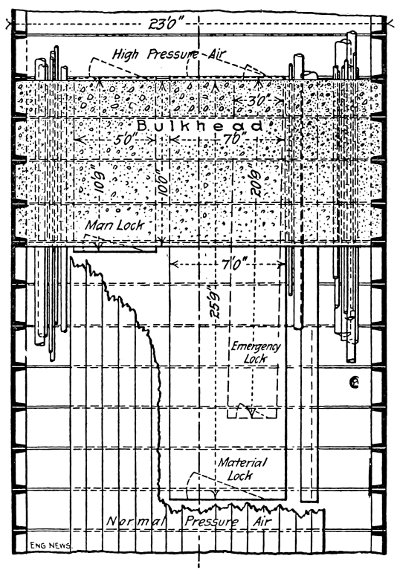 23'0"
High Pressure Air
3'0"
Bulkhead
5'0" 7'0"
10'9" 10'0" 20'9"
Man Lock
7'0"
25'9"
Emergency
Lock
Material
Lock
Normal Pressure Air
ENG NEWS